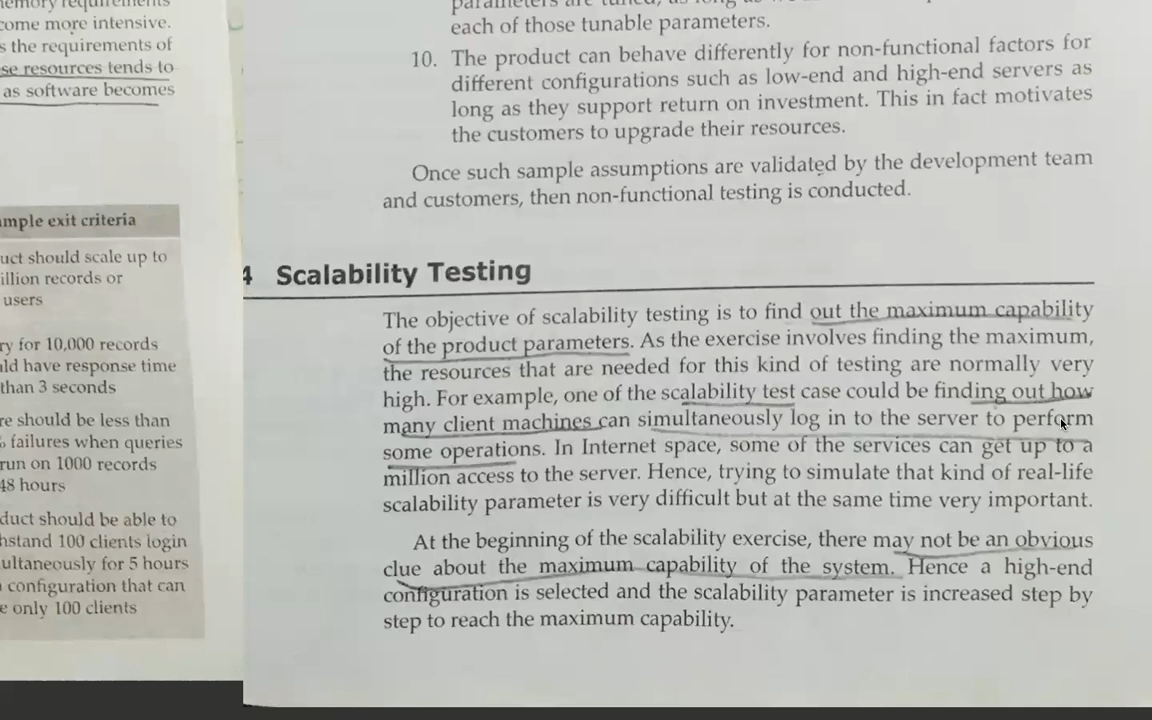 memory requirements
come more intensive.
s the requirements of
se resources tends to
as software becomes
ample exit criteria
uct should scale up to
illion records or
users
ry for 10,000 records
uld have response time
than 3 seconds
re should be less than
% failures when queries
run on 1000 records
48 hours
duct should be able to
hstand 100 clients login
ultaneously for 5 hours
configuration that can
e only 100 clients
each of those tunable parameters.
10. The product can behave differently for non-functional factors for
different configurations such as low-end and high-end servers as
long as they support return on investment. This in fact motivates
the customers to upgrade their resources.
Once such sample assumptions are validated by the development team
and customers, then non-functional testing is conducted.
4 Scalability Testing
The objective of scalability testing is to find out the maximum capability
of the product parameters. As the exercise involves finding the maximum,
the resources that are needed for this kind of testing are normally very
high. For example, one of the scalability test case could be finding out how
many client machines can simultaneously log in to the server to perform
some operations. In Internet space, some of the services can get up to a
million access to the server. Hence, trying to simulate that kind of real-life
scalability parameter is very difficult but at the same time very important.
At the beginning of the scalability exercise, there may not be an obvious
clue about the maximum capability of the system. Hence a high-end
configuration is selected and the scalability parameter is increased step by
step to reach the maximum capability.